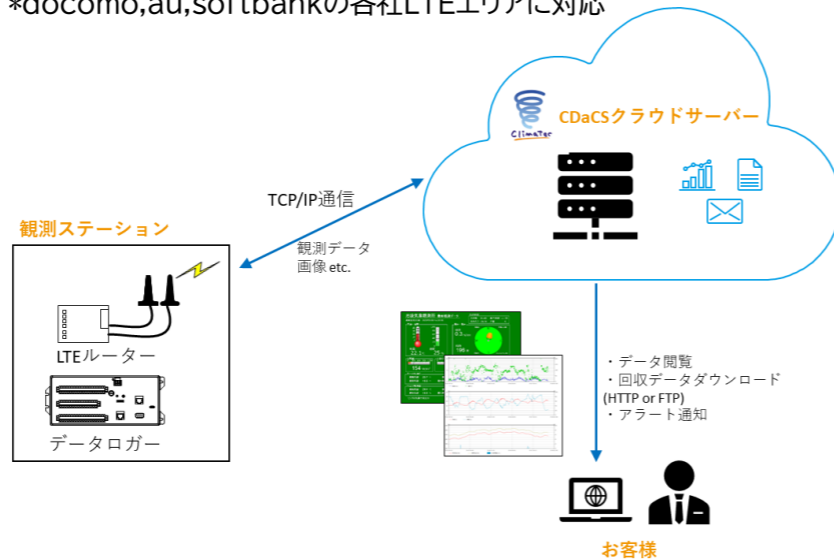 *docomo,au,softbankの各社LTEエリアに対応
Climatec
CDaCSクラウドサーバー
TCP/IP通信
観測データ
画像 etc.
観測ステーション
LTEルーター
データロガー
・データ閲覧
・回収データダウンロード
(HTTP or FTP)
・アラート通知
お客様